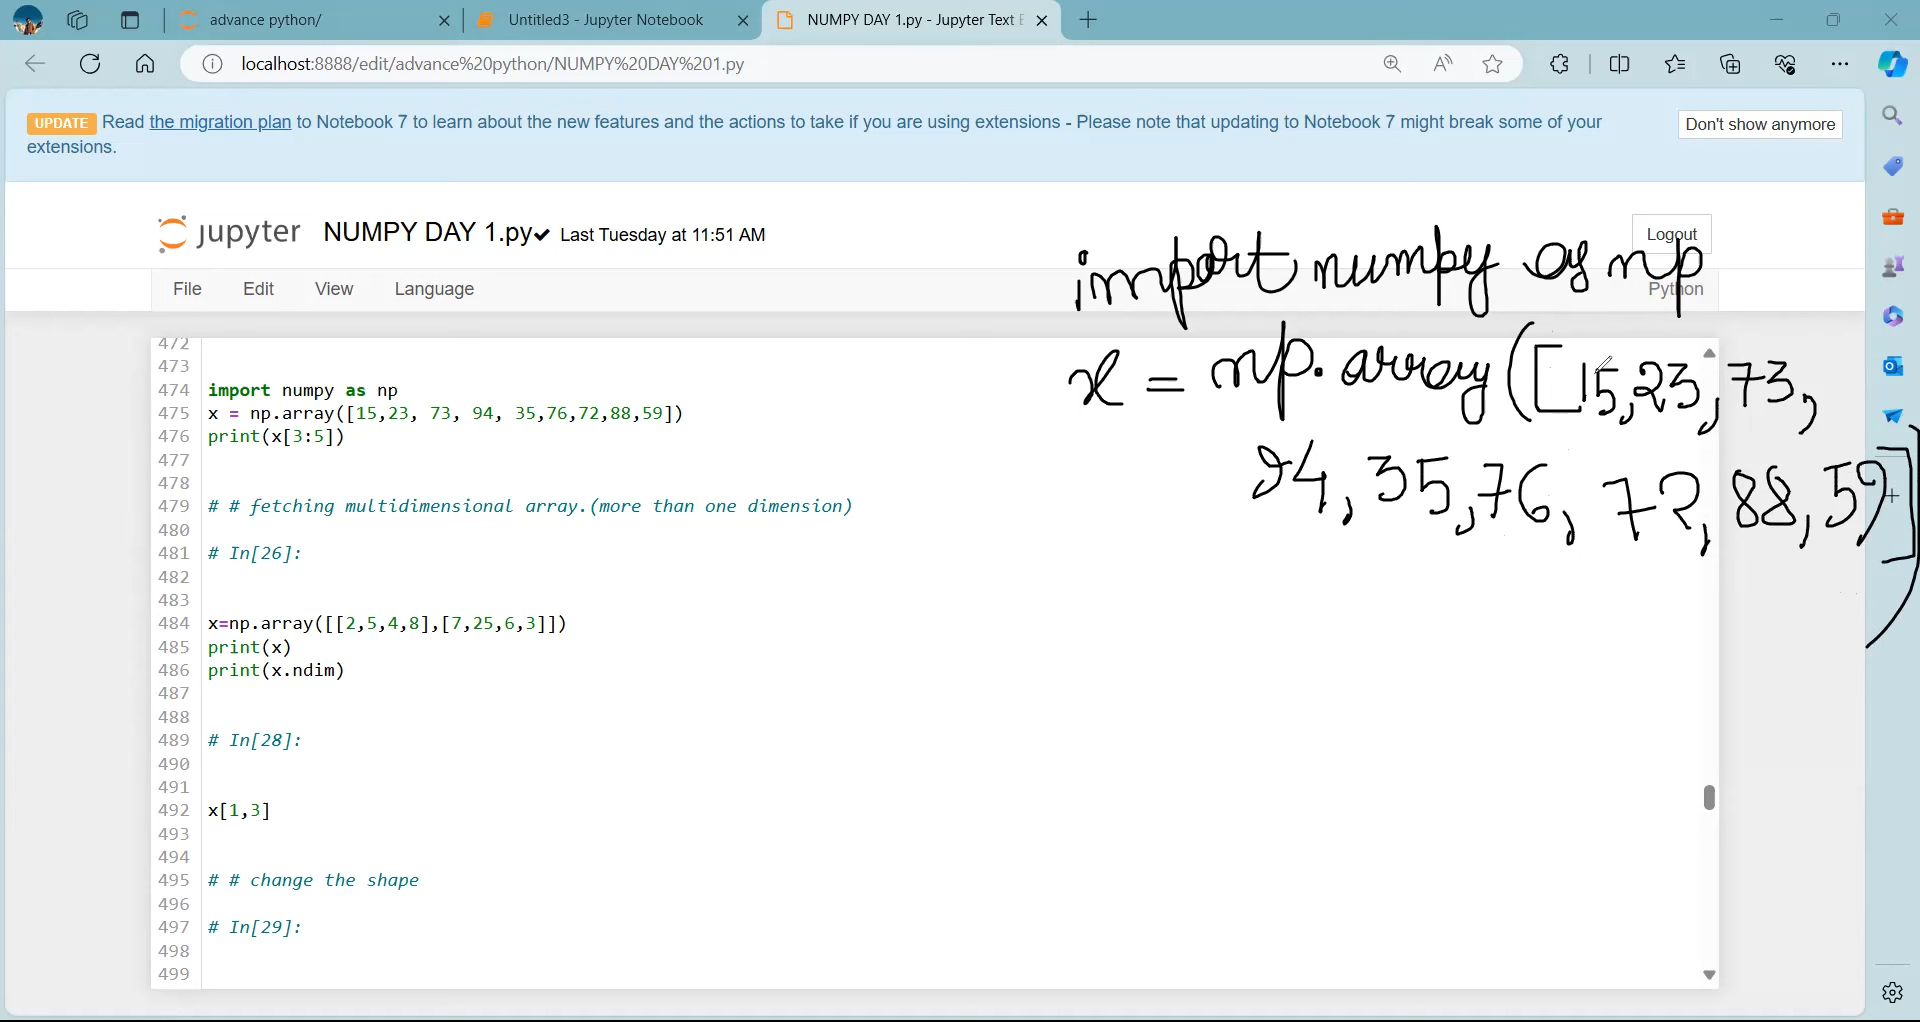 advance python/
Untitled3 - Jupyter Notebook
NUMPY DAY 1.py - Jupyter Text E
localhost:8888/edit/advance%20python/NUMPY%20DAY%201.py
UPDATE Read the migration plan to Notebook 7 to learn about the new features and the actions to take if you are using extensions - Please note that updating to Notebook 7 might break some of your
extensions.
Don't show anymore
jupyter NUMPY DAY 1.py Last Tuesday at 11:51 AM
Logout
File Edit View Language
Python
import numpy as np
x = np.array([15,23,73,
94,35,76,72,88,59])
472
473
474 import numpy as np
475 x = np.array([15,23, 73, 94, 35,76,72,88,59])
476 print(x[3:5])
477
478
479 # # fetching multidimensional array.(more than one dimension)
480
481 # In[26]:
482
483
484 x=np.array([[2,5,4,8],[7,25,6,3]])
485 print(x)
486 print(x.ndim)
487
488
489 # In[28]:
490
491
492 x[1,3]
493
494
495 # # change the shape
496
497 # In[29]:
498
499